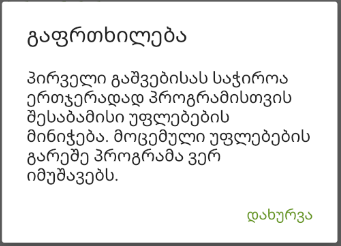 გაფრთხილება
პირველი გაშვებისას საჭიროა
ერთჯერადად პროგრამისთვის
შესაბამისი უფლებების
მინიჭება. მოცემული უფლებების
გარეშე პროგრამა ვერ
იმუშავებს.
დახურვა